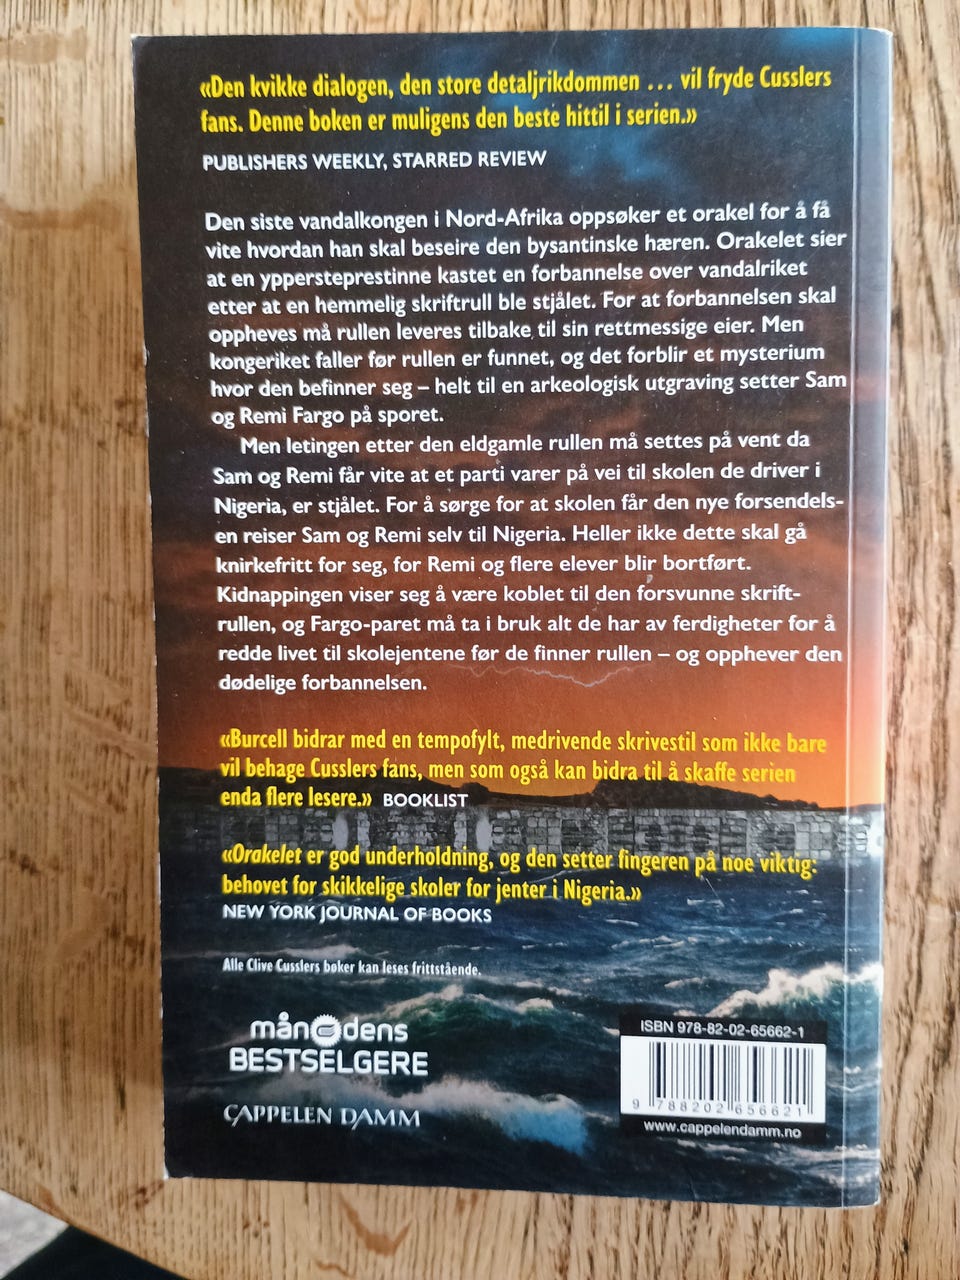 «Den kvikke dialogen, den store detaljrikdommen ... vil fryde Cusslers
fans. Denne boken er muligens den beste hittil i serien.»
PUBLISHERS WEEKLY, STARRED REVIEW
Den siste vandalkongen i Nord-Afrika oppsøker et orakel for å få
vite hvordan han skal beseire den bysantinske hæren. Orakelet sier
at en yppersteprestinne kastet en forbannelse over vandalriket
etter at en hemmelig skriftrull ble stjålet. For at forbannelsen skal
oppheves må rullen leveres tilbake til sin rettmessige eier. Men
kongeriket faller før rullen er funnet, og det forblir et mysterium
hvor den befinner seg – helt til en arkeologisk utgraving setter Sam
og Remi Fargo på sporet.
Men letingen etter den eldgamle rullen må settes på vent da
Sam og Remi får vite at et parti varer på vei til skolen de driver i
Nigeria, er stjålet. For å sørge for at skolen får den nye forsendels-
en reiser Sam og Remi selv til Nigeria. Heller ikke dette skal gå
knirkefritt for seg, for Remi og flere elever blir bortført.
Kidnappingen viser seg å være koblet til den forsvunne skrift-
rullen, og Fargo-paret må ta i bruk alt de har av ferdigheter for å
redde livet til skolejentene før de finner rullen – og opphever den
dødelige forbannelsen.
«Burcell bidrar med en tempofylt, medrivende skrivestil som ikke bare
vil behage Cusslers fans, men som også kan bidra til å skaffe serien
enda flere lesere.» BOOKLIST
«Orakelet er god underholdning, og den setter fingeren på noe viktig:
behovet for skikkelige skoler for jenter i Nigeria.»
NEW YORK JOURNAL OF BOOKS
Alle Clive Cusslers bøker kan leses frittstående.
månedens
BESTSELGERE
CAPPELEN DAMM
ISBN 978-82-02-65662-1
9 788202 656621
www.cappelendamm.no